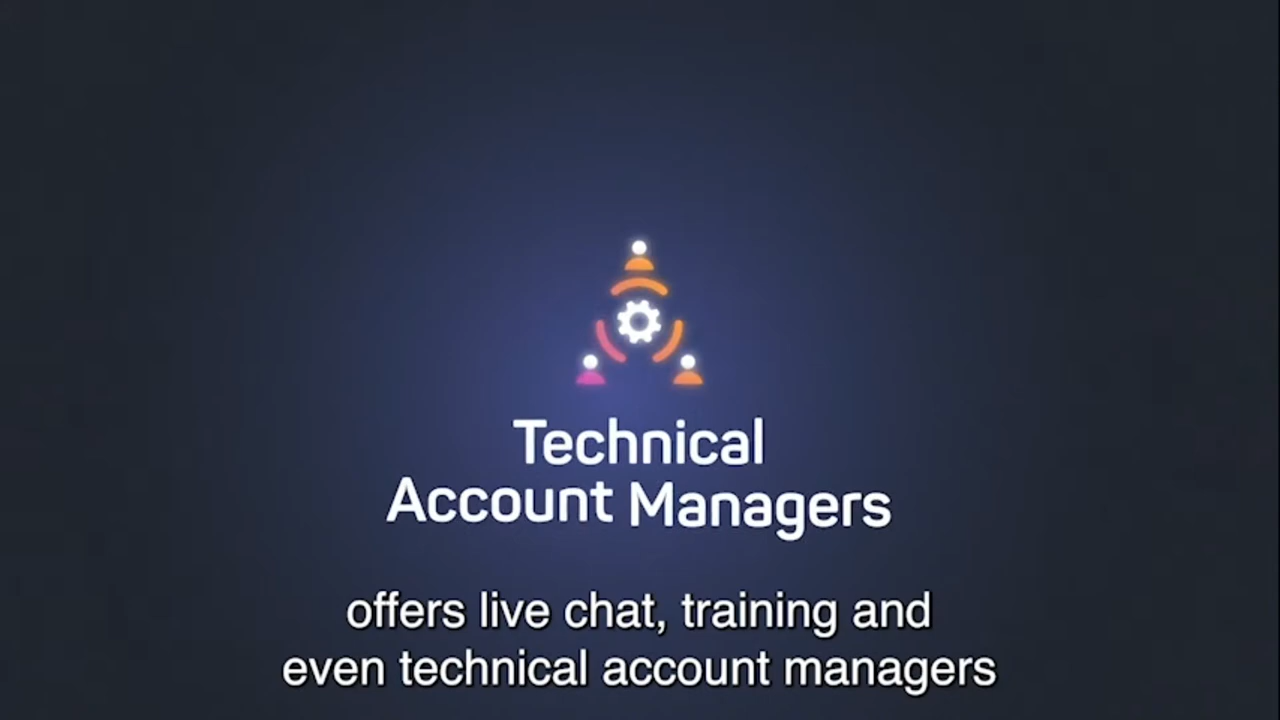 Technical
Account Managers
offers live chat, training and
even technical account managers